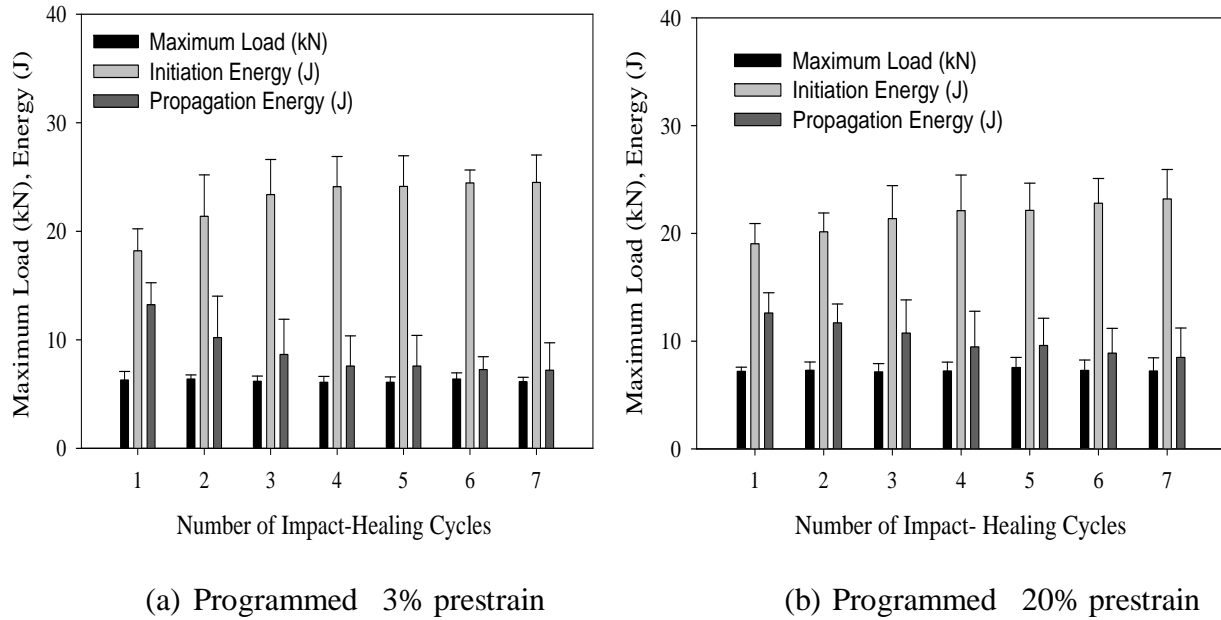 Maximum Load (kN), Energy (J)
40
30
20
10
0
Maximum Load (kN)
Initiation Energy (J)
Propagation Energy (J)
1 2 3 4 5 6 7
Number of Impact-Healing Cycles
(a) Programmed 3% prestrain
Maximum Load (kN), Energy (J)
40
30
20
10
0
Maximum Load (kN)
Initiation Energy (J)
Propagation Energy (J)
1 2 3 4 5 6 7
Number of Impact- Healing Cycles
(b) Programmed 20% prestrain